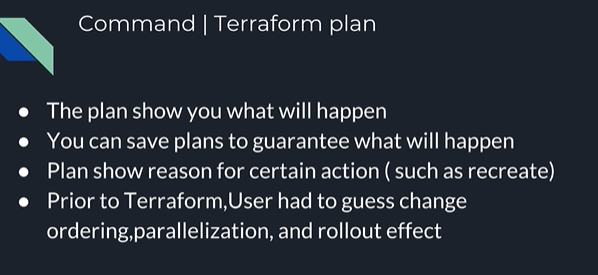 Command | Terraform plan
● The plan show you what will happen
● You can save plans to guarantee what will happen
● Plan show reason for certain action ( such as recreate)
● Prior to Terraform,User had to guess change
ordering,parallelization, and rollout effect